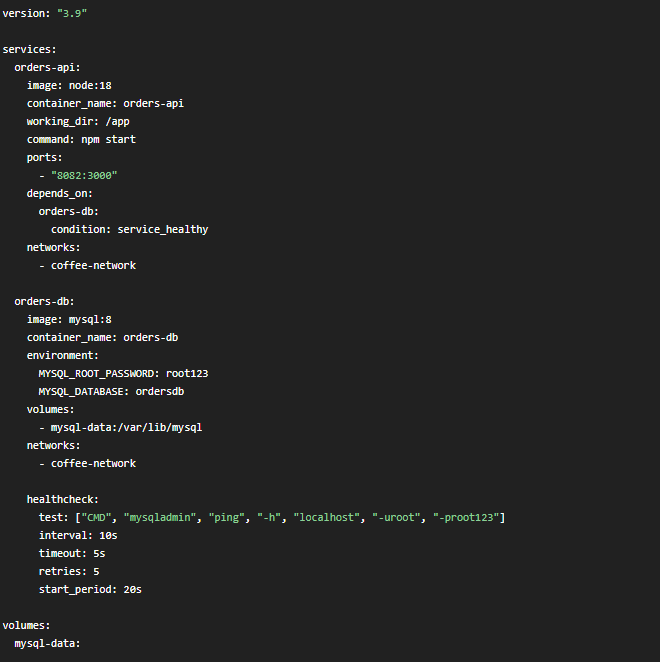 version: "3.9"

services:
  orders-api:
    image: node:18
    container_name: orders-api
    working_dir: /app
    command: npm start
    ports:
      - "8082:3000"
    depends_on:
      orders-db:
        condition: service_healthy
    networks:
      - coffee-network

  orders-db:
    image: mysql:8
    container_name: orders-db
    environment:
      MYSQL_ROOT_PASSWORD: root123
      MYSQL_DATABASE: ordersdb
    volumes:
      - mysql-data:/var/lib/mysql
    networks:
      - coffee-network

    healthcheck:
      test: ["CMD", "mysqladmin", "ping", "-h", "localhost", "-uroot", "-proot123"]
      interval: 10s
      timeout: 5s
      retries: 5
      start_period: 20s

volumes:
  mysql-data: